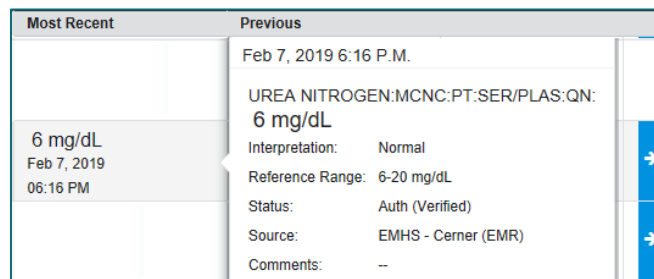 Most Recent Previous
Feb 7, 2019 6:16 P.M.
UREA NITROGEN:MCNC:PT:SER/PLAS:QN:
6 mg/dL
6 mg/dL
Feb 7, 2019
06:16 PM
Interpretation: Normal
Reference Range: 6-20 mg/dL
Status: Auth (Verified)
Source: EMHS - Cerner (EMR)
Comments: --